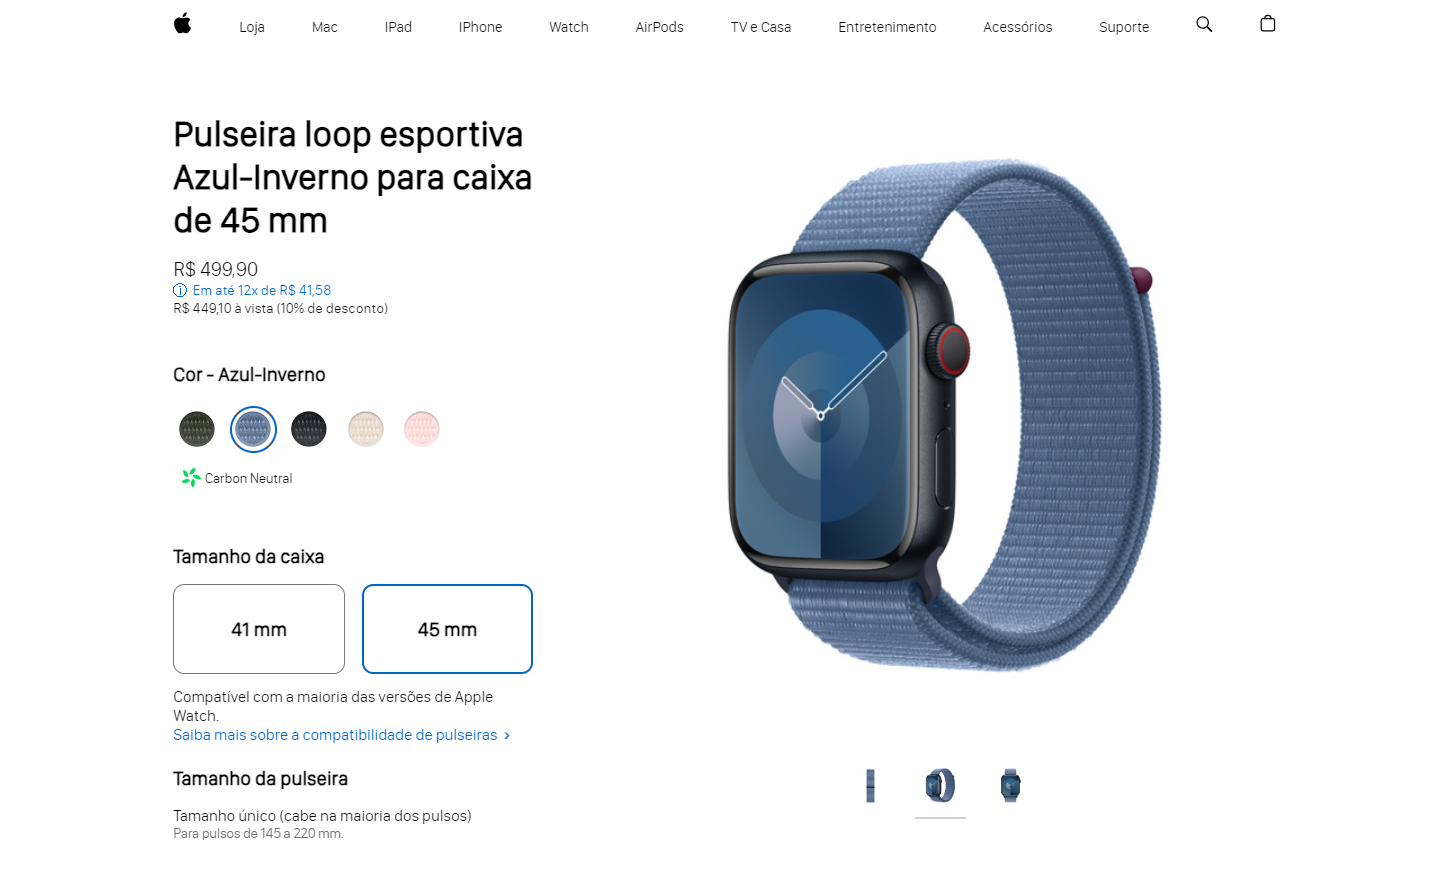 Loja Mac IPad IPhone Watch AirPods TV e Casa Entretenimento Acessórios Suporte
Pulseira loop esportiva
Azul-Inverno para caixa
de 45 mm
R$ 499,90
Em até 12x de R$ 41,58
R$ 449,10 à vista (10% de desconto)
Cor - Azul-Inverno
Carbon Neutral
Tamanho da caixa
41 mm 45 mm
Compatível com a maioria das versões de Apple
Watch.
Saiba mais sobre a compatibilidade de pulseiras ›
Tamanho da pulseira
Tamanho único (cabe na maioria dos pulsos)
Para pulsos de 145 a 220 mm.